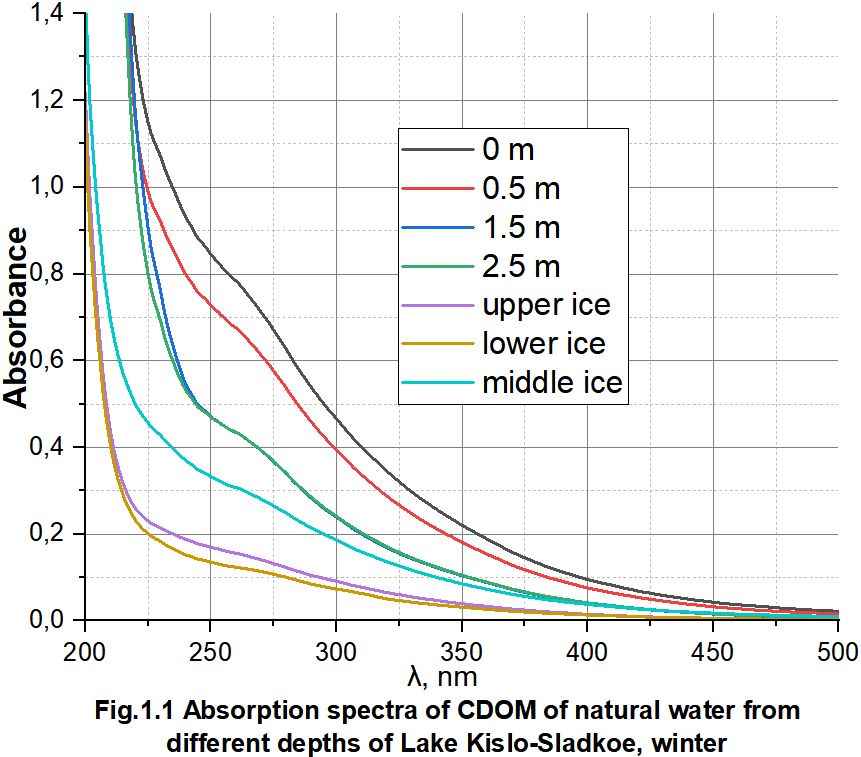 1,4
1,2
1,0
0,8
0,6
0,4
0,2
0,0
Absorbance
0 m
0.5 m
1.5 m
2.5 m
upper ice
lower ice
middle ice
200 250 300 350 400 450 500
λ, nm
Fig.1.1 Absorption spectra of CDOM of natural water from
different depths of Lake Kislo-Sladkoe, winter